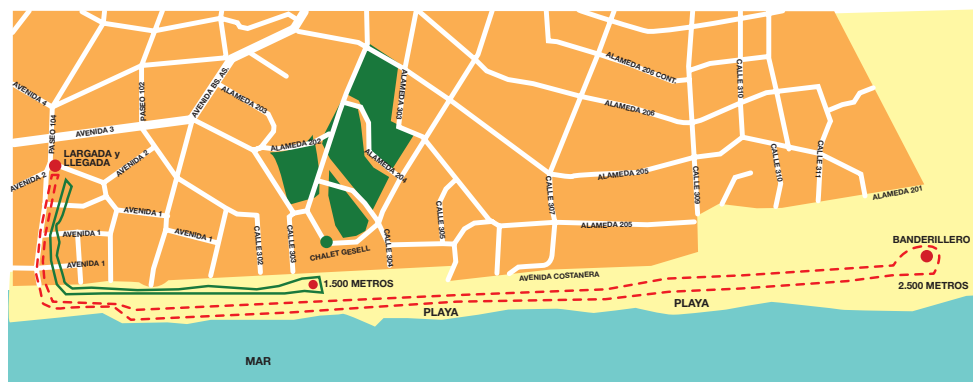 AVENIDA 4
PASEO 104
PASEO 102
AVENIDA BS. AS.
ALAMEDA 203
AVENIDA 3
LARGADA y
LLEGADA
AVENIDA 2
AVENIDA 2
ALAMEDA 202
ALAMEDA 303
ALAMEDA 204
ALAMEDA 206 CONT.
CALLE 310
ALAMEDA 206
ALAMEDA 205
CALLE 310
CALLE 311
ALAMEDA 201
AVENIDA 1
AVENIDA 1
AVENIDA 1
AVENIDA 1
CALLE 302
CALLE 303
CHALET GESELL
CALLE 304
CALLE 305
CALLE 307
CALLE 309
ALAMEDA 205
BANDERILLERO
AVENIDA COSTANERA
1.500 METROS
2.500 METROS
PLAYA
PLAYA
MAR